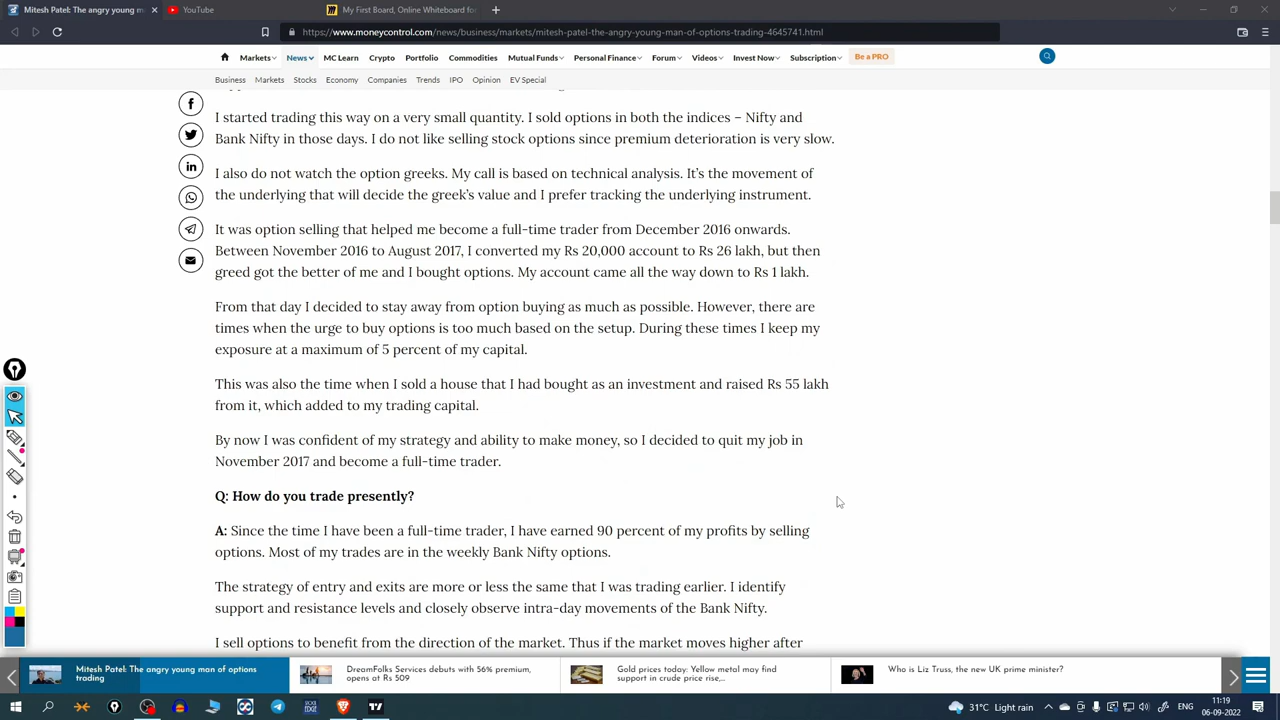 Mitesh Patel: The angry young m
YouTube
My First Board, Online Whiteboard for
https://www.moneycontrol.com/news/business/markets/mitesh-patel-the-angry-young-man-of-options-trading-4645741.html
Markets News MC Learn Crypto Portfolio Commodities Mutual Funds Personal Finance Forum Videos Invest Now Subscription Be a PRO
Business Markets Stocks Economy Companies Trends IPO Opinion EV Special
I started trading this way on a very small quantity. I sold options in both the indices – Nifty and
Bank Nifty in those days. I do not like selling stock options since premium deterioration is very slow.
I also do not watch the option greeks. My call is based on technical analysis. It’s the movement of
the underlying that will decide the greek’s value and I prefer tracking the underlying instrument.
It was option selling that helped me become a full-time trader from December 2016 onwards.
Between November 2016 to August 2017, I converted my Rs 20,000 account to Rs 26 lakh, but then
greed got the better of me and I bought options. My account came all the way down to Rs 1 lakh.
From that day I decided to stay away from option buying as much as possible. However, there are
times when the urge to buy options is too much based on the setup. During these times I keep my
exposure at a maximum of 5 percent of my capital.
This was also the time when I sold a house that I had bought as an investment and raised Rs 55 lakh
from it, which added to my trading capital.
By now I was confident of my strategy and ability to make money, so I decided to quit my job in
November 2017 and become a full-time trader.
Q: How do you trade presently?
A: Since the time I have been a full-time trader, I have earned 90 percent of my profits by selling
options. Most of my trades are in the weekly Bank Nifty options.
The strategy of entry and exits are more or less the same that I was trading earlier. I identify
support and resistance levels and closely observe intra-day movements of the Bank Nifty.
I sell options to benefit from the direction of the market. Thus if the market moves higher after
Mitesh Patel: The angry young man of options
trading
DreamFolks Services debuts with 56% premium,
opens at Rs 509
Gold prices today: Yellow metal may find
support in crude price rise,...
Who is Liz Truss, the new UK prime minister?
31°C Light rain
ENG
11:19
06-09-2022